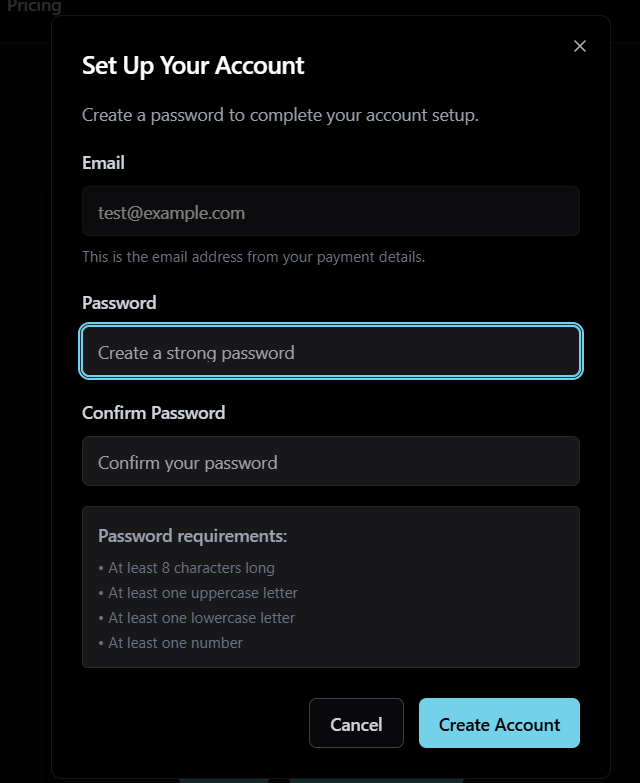 Pricing
Set Up Your Account
Create a password to complete your account setup.
Email
test@example.com
This is the email address from your payment details.
Password
Create a strong password
Confirm Password
Confirm your password
Password requirements:
• At least 8 characters long
• At least one uppercase letter
• At least one lowercase letter
• At least one number
Cancel
Create Account